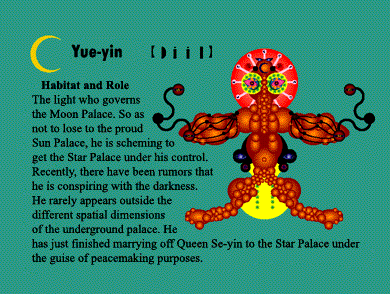 Yue-yin 【Diil】
Habitat and Role
The light who governs
the Moon Palace. So as
not to lose to the proud
Sun Palace, he is scheming to
get the Star Palace under his control.
Recently, there have been rumors that
he is conspiring with the darkness.
He rarely appears outside the
different spatial dimensions
of the underground palace. He
has just finished marrying off Queen Se-yin to the Star Palace under
the guise of peacemaking purposes.